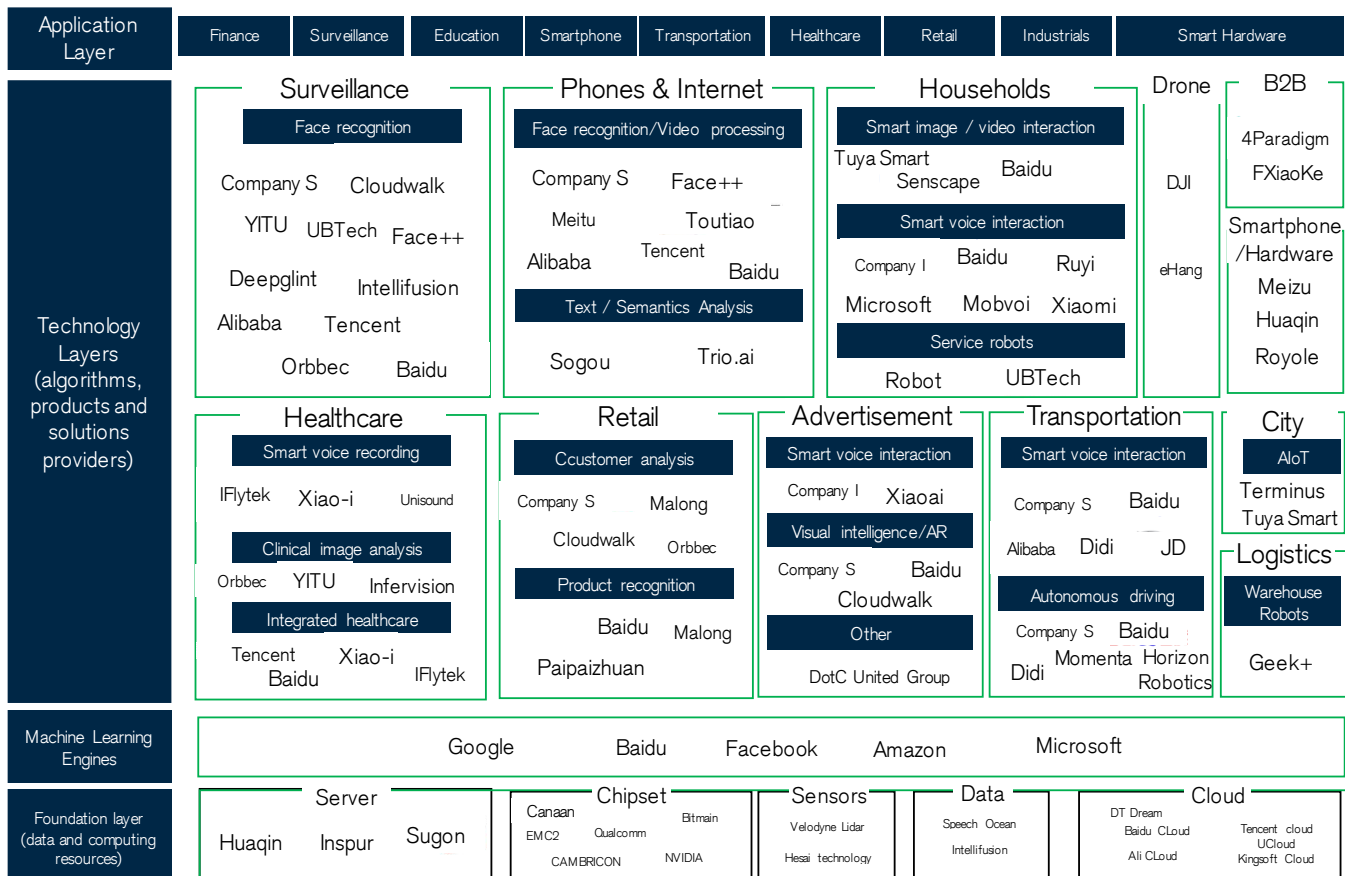 Application
Layer
Finance
Surveillance
Education
Smartphone
Transportation
Healthcare
Retail
Industrials
Smart Hardware
Technology
Layers
(algorithms,
products and
solutions
providers)
Surveillance
Face recognition
Company S Cloudwalk
YITU UBTech Face++
Deepglint Intellifusion
Alibaba Tencent
Orbbec Baidu
Phones & Internet
Face recognition/Video processing
Company S Face++
Meitu Toutiao
Alibaba Tencent
Baidu
Text / Semantics Analysis
Sogou Trio.ai
Households
Smart image / video interaction
Tuya Smart Baidu
Senscape
Smart voice interaction
Company I Baidu Ruyi
Microsoft Mobvoi Xiaomi
Service robots
Robot UBTech
Drone
DJI
eHang
B2B
4Paradigm
FXiaoKe
Smartphone
/Hardware
Meizu
Huaqin
Royole
Healthcare
Smart voice recording
IFlytek Xiao-i Unisound
Clinical image analysis
Orbbec YITU Infervision
Integrated healthcare
Tencent Xiao-i
Baidu IFlytek
Retail
Ccustomer analysis
Company S Malong
Cloudwalk Orbbec
Product recognition
Baidu Malong
Paipaizhuan
Advertisement
Smart voice interaction
Company I Xiaoai
Visual intelligence/AR
Company S Baidu
Cloudwalk
Other
DotC United Group
Transportation
Smart voice interaction
Company S Baidu
Alibaba Didi JD
Autonomous driving
Company S Baidu
Didi Momenta Horizon
Robotics
City
AIoT
Terminus
Tuya Smart
Logistics
Warehouse
Robots
Geek+
Machine Learning
Engines
Google Baidu Facebook Amazon Microsoft
Foundation layer
(data and computing
resources)
Server
Huaqin Inspur Sugon
Chipset
Canaan Bitmain
EMC2 Qualcomm
CAMBRICON NVIDIA
Sensors
Velodyne Lidar
Hesai technology
Data
Speech Ocean
Intellifusion
Cloud
DT Dream
Baidu CLoud Tencent cloud
UCloud
Ali CLoud Kingsoft Cloud